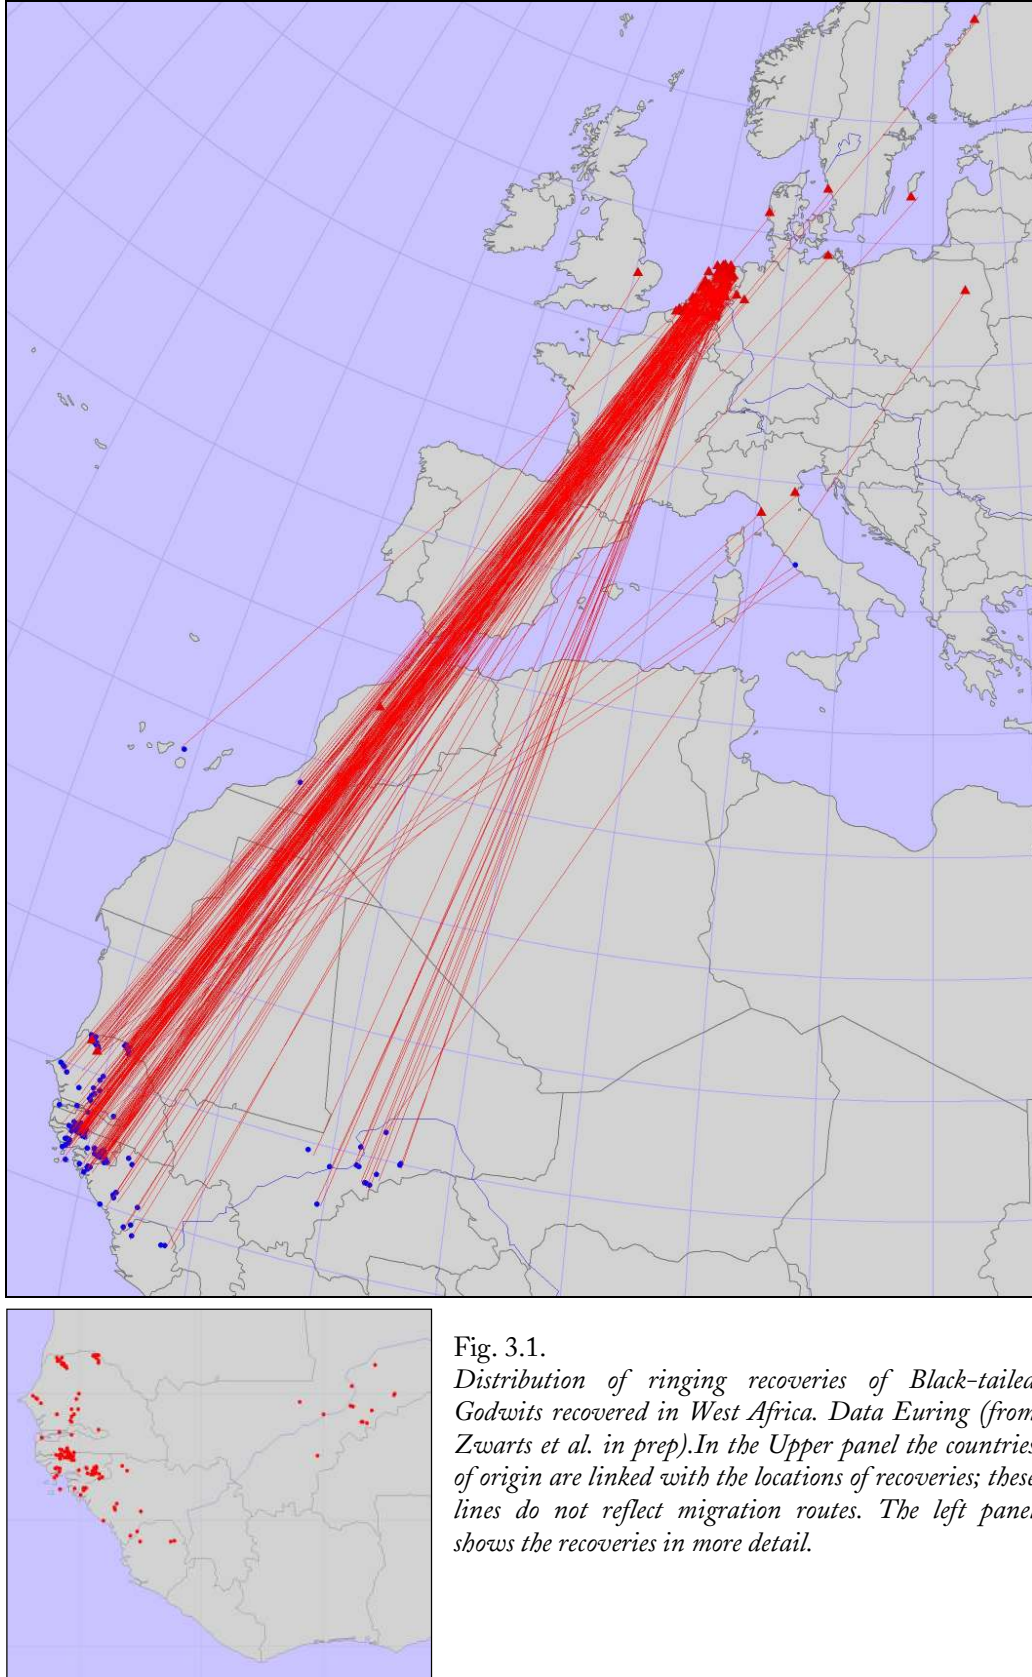 Fig. 3.1.
Distribution of ringing recoveries of Black-tailed
Godwits recovered in West Africa. Data Euring (from
Zwarts et al. in prep).In the Upper panel the countries
of origin are linked with the locations of recoveries; these
lines do not reflect migration routes. The left panel
shows the recoveries in more detail.